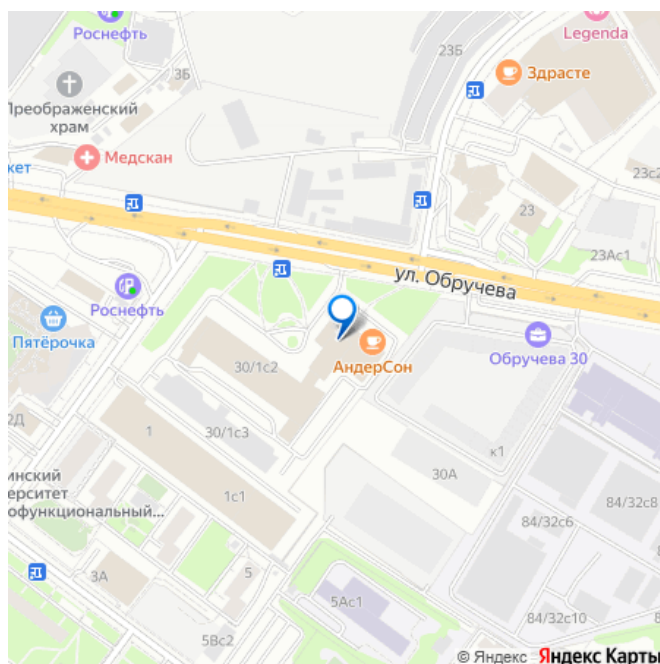 Роснефть
Legenda
23Б
3Б
Здрасте
Преображенский
храм
Медскан
кет
23с2
23
23Ас1
ул. Обручева
Роснефть
Пятёрочка
АндерСон
Обручева 30
30/1с2
2Д
1
30/1с3
к1
30А
инский
ерситет
офункциональный...
1с1
84/32с8
84/32с6
3А
5
5Ас1
84/32с10
5Вс2
© Яндекс Яндекс Карты